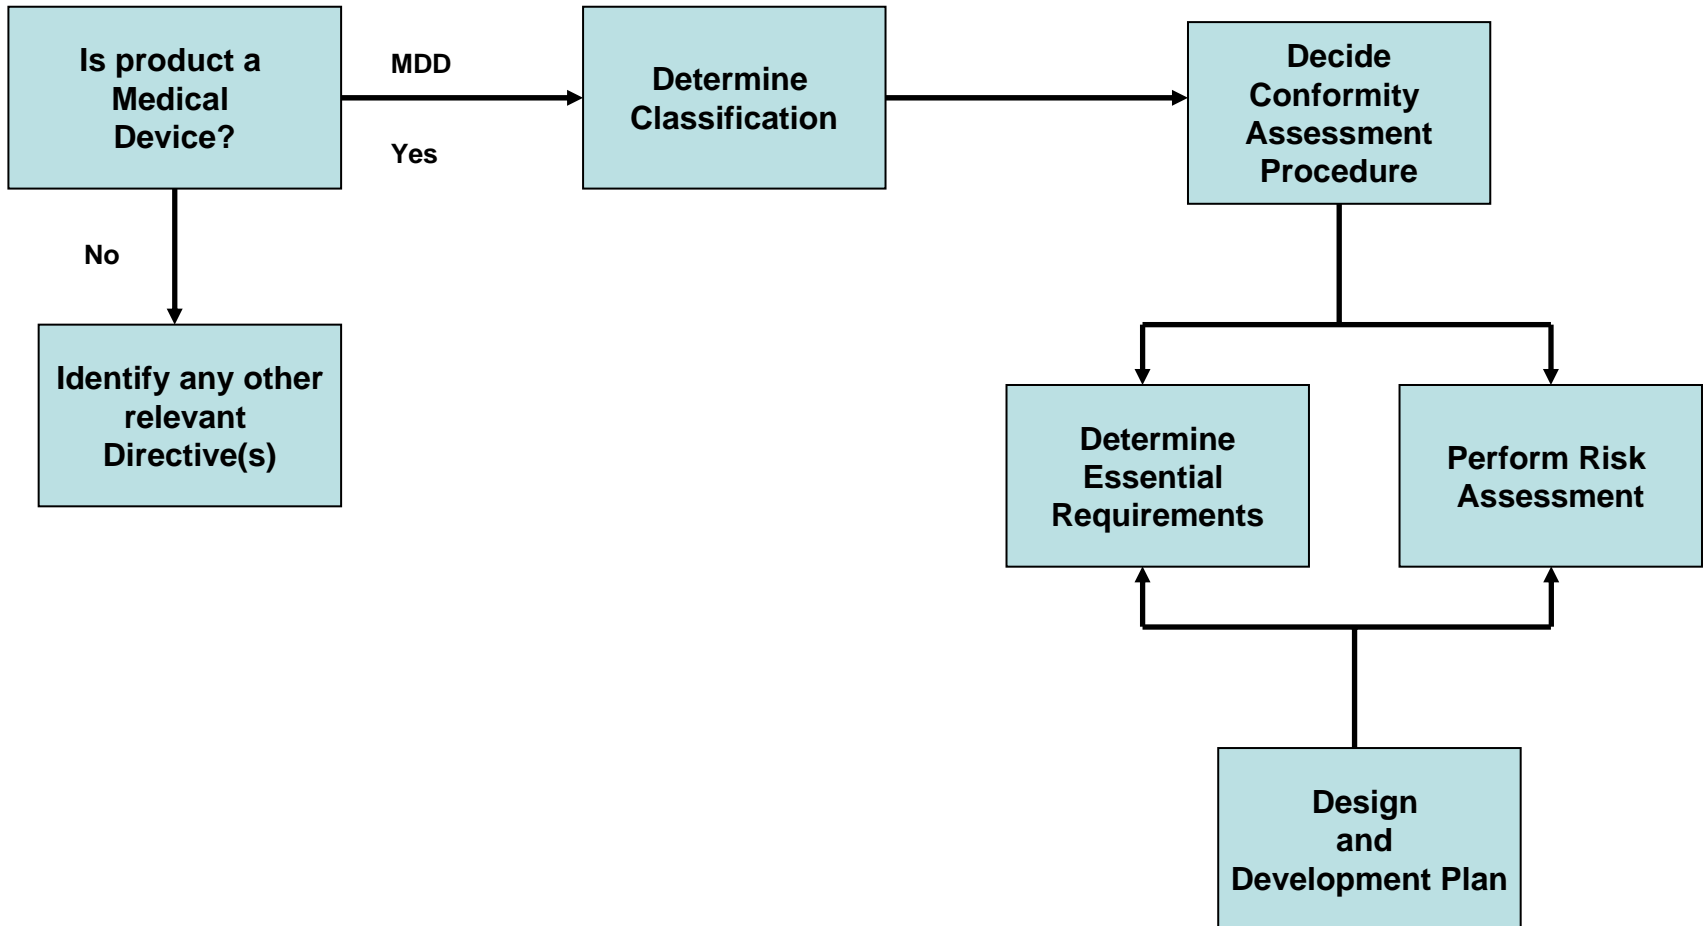 Is product a
Medical
Device?
MDD
Yes
Determine
Classification
Decide
Conformity
Assessment
Procedure
No
Identify any other
relevant
Directive(s)
Determine
Essential
Requirements
Perform Risk
Assessment
Design
and
Development Plan